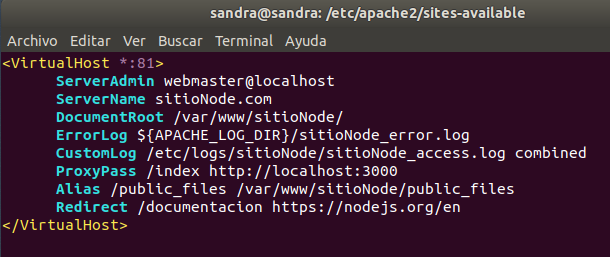 sandra@sandra: /etc/apache2/sites-available
Archivo Editar Ver Buscar Terminal Ayuda
<VirtualHost *:81>
ServerAdmin webmaster@localhost
ServerName sitioNode.com
DocumentRoot /var/www/sitioNode/
ErrorLog ${APACHE_LOG_DIR}/sitioNode_error.log
CustomLog /etc/logs/sitioNode/sitioNode_access.log combined
ProxyPass /index http://localhost:3000
Alias /public_files /var/www/sitioNode/public_files
Redirect /documentacion https://nodejs.org/en
</VirtualHost>